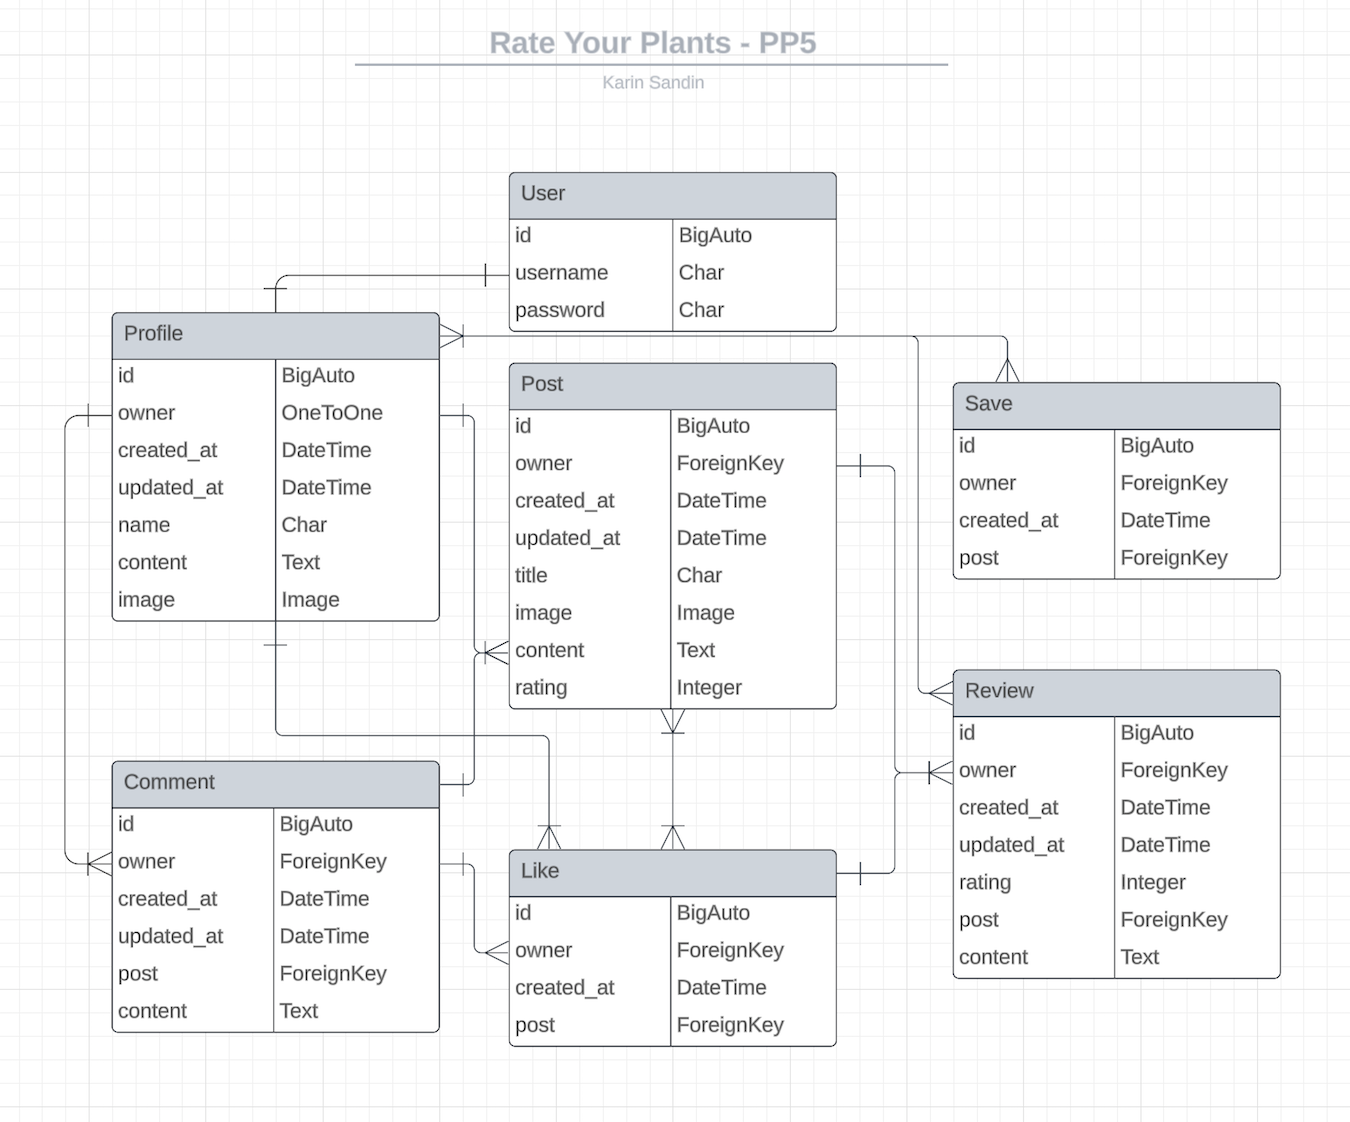 Rate Your Plants - PP5
Karin Sandin
User
id BigAuto
username Char
password Char
Profile
id BigAuto
owner OneToOne
created_at DateTime
updated_at DateTime
name Char
content Text
image Image
Post
id BigAuto
owner ForeignKey
created_at DateTime
updated_at DateTime
title Char
image Image
content Text
rating Integer
Save
id BigAuto
owner ForeignKey
created_at DateTime
post ForeignKey
Review
id BigAuto
owner ForeignKey
created_at DateTime
updated_at DateTime
rating Integer
post ForeignKey
content Text
Comment
id BigAuto
owner ForeignKey
created_at DateTime
updated_at DateTime
post ForeignKey
content Text
Like
id BigAuto
owner ForeignKey
created_at DateTime
post ForeignKey